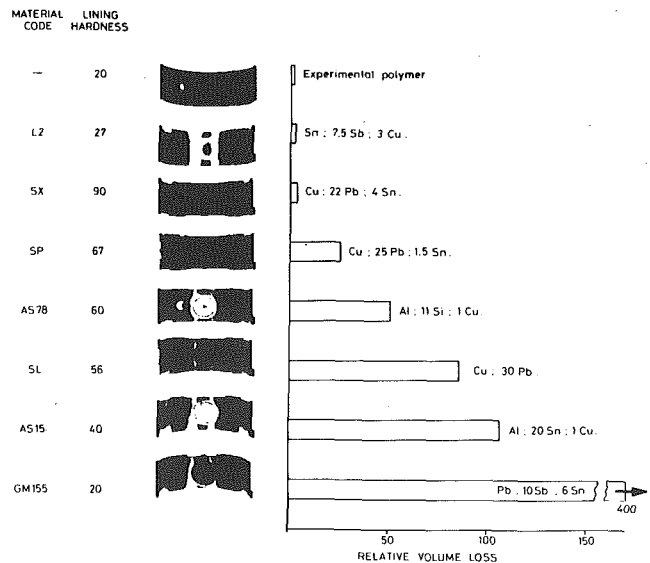 MATERIAL CODE LINING HARDNESS
— 20 Experimental polymer
L2 27 Sn ; 7.5 Sb ; 3 Cu.
SX 90 Cu ; 22 Pb ; 4 Sn.
SP 67 Cu ; 25 Pb ; 1.5 Sn.
AS78 60 Al ; 11 Si ; 1 Cu.
SL 56 Cu ; 30 Pb.
AS15 40 Al ; 20 Sn ; 1 Cu.
GM155 20 Pb ; 10 Sb ; 6 Sn
400
50 100 150
RELATIVE VOLUME LOSS